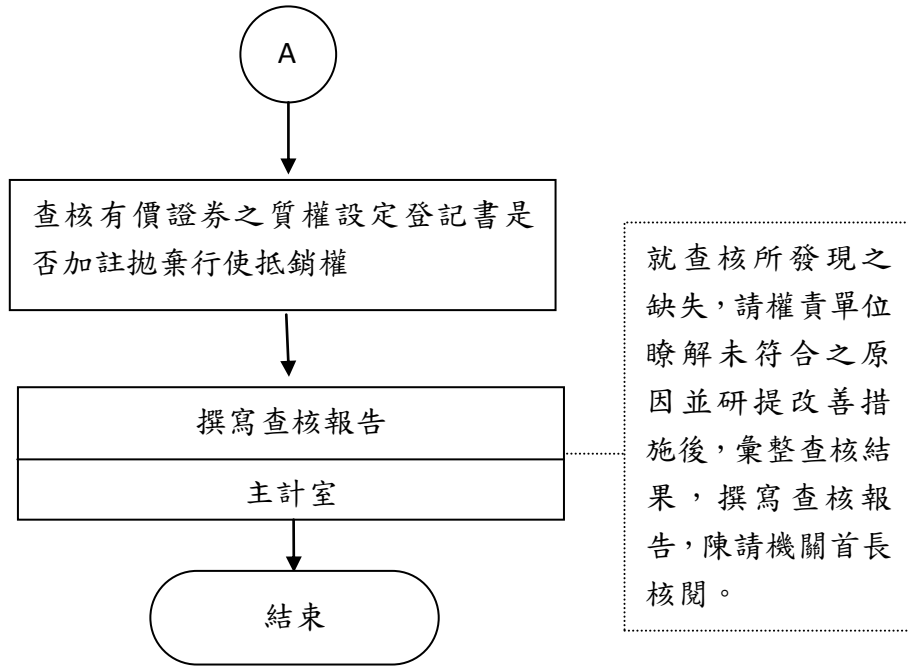 A
查核有價證券之質權設定登記書是
否加註拋棄行使抵銷權
撰寫查核報告
主計室
結束
就查核所發現之
缺失，請權責單位
瞭解未符合之原
因並研提改善措
施後，彙整查核結
果，撰寫查核報
告，陳請機關首長
核閱。